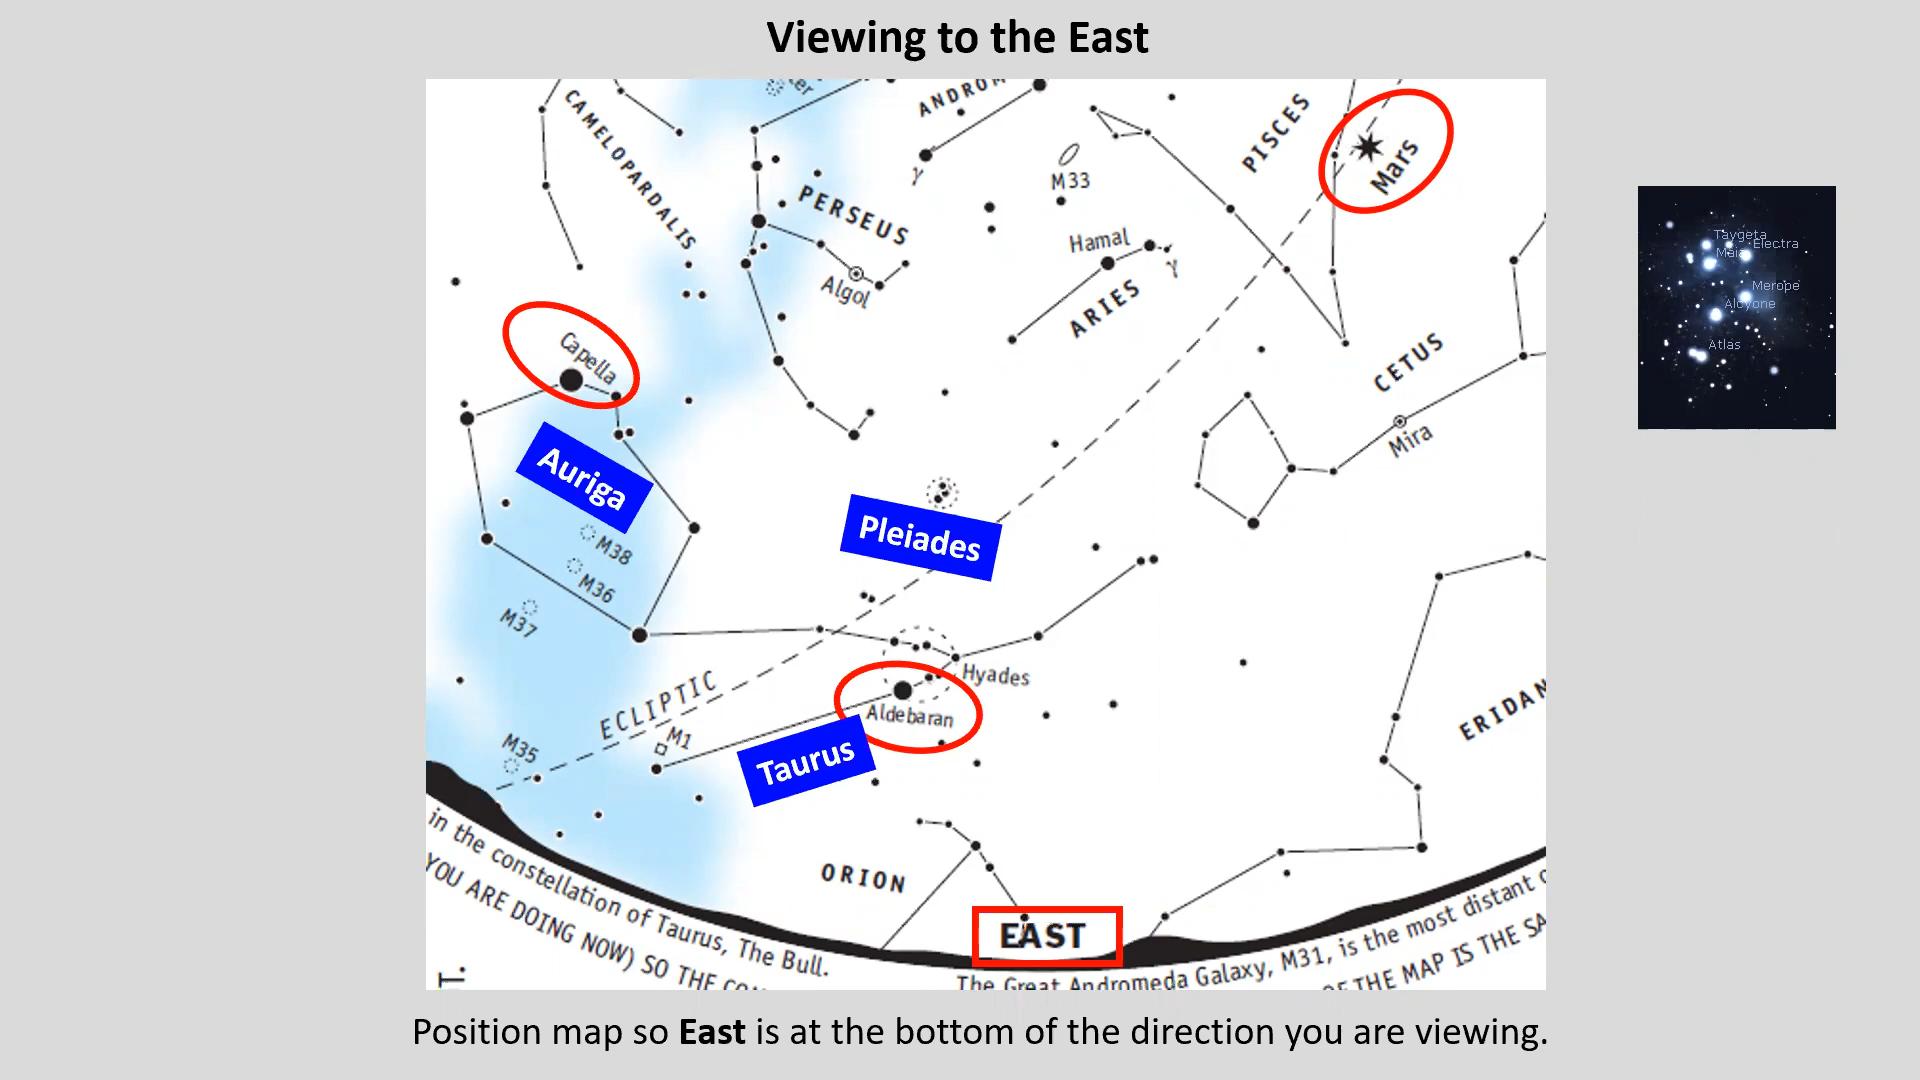 Viewing to the East
CAMELOPARDALIS
PERSEUS
Algol
γ
M33
Hamal
γ
ARIES
PISCES
Mars
CETUS
Mira
Capella
Auriga
M38
M36
M37
Pleiades
Hyades
Aldebaran
Taurus
ECLIPTIC
M1
M35
ORION
EAST
in the constellation of Taurus, The Bull.
YOU ARE DOING NOW) SO THE
The Great Andromeda Galaxy, M31, is the most distant
OF THE MAP IS THE
Taygeta
Electra
Maia
Merope
Alcyone
Atlas
Position map so East is at the bottom of the direction you are viewing.